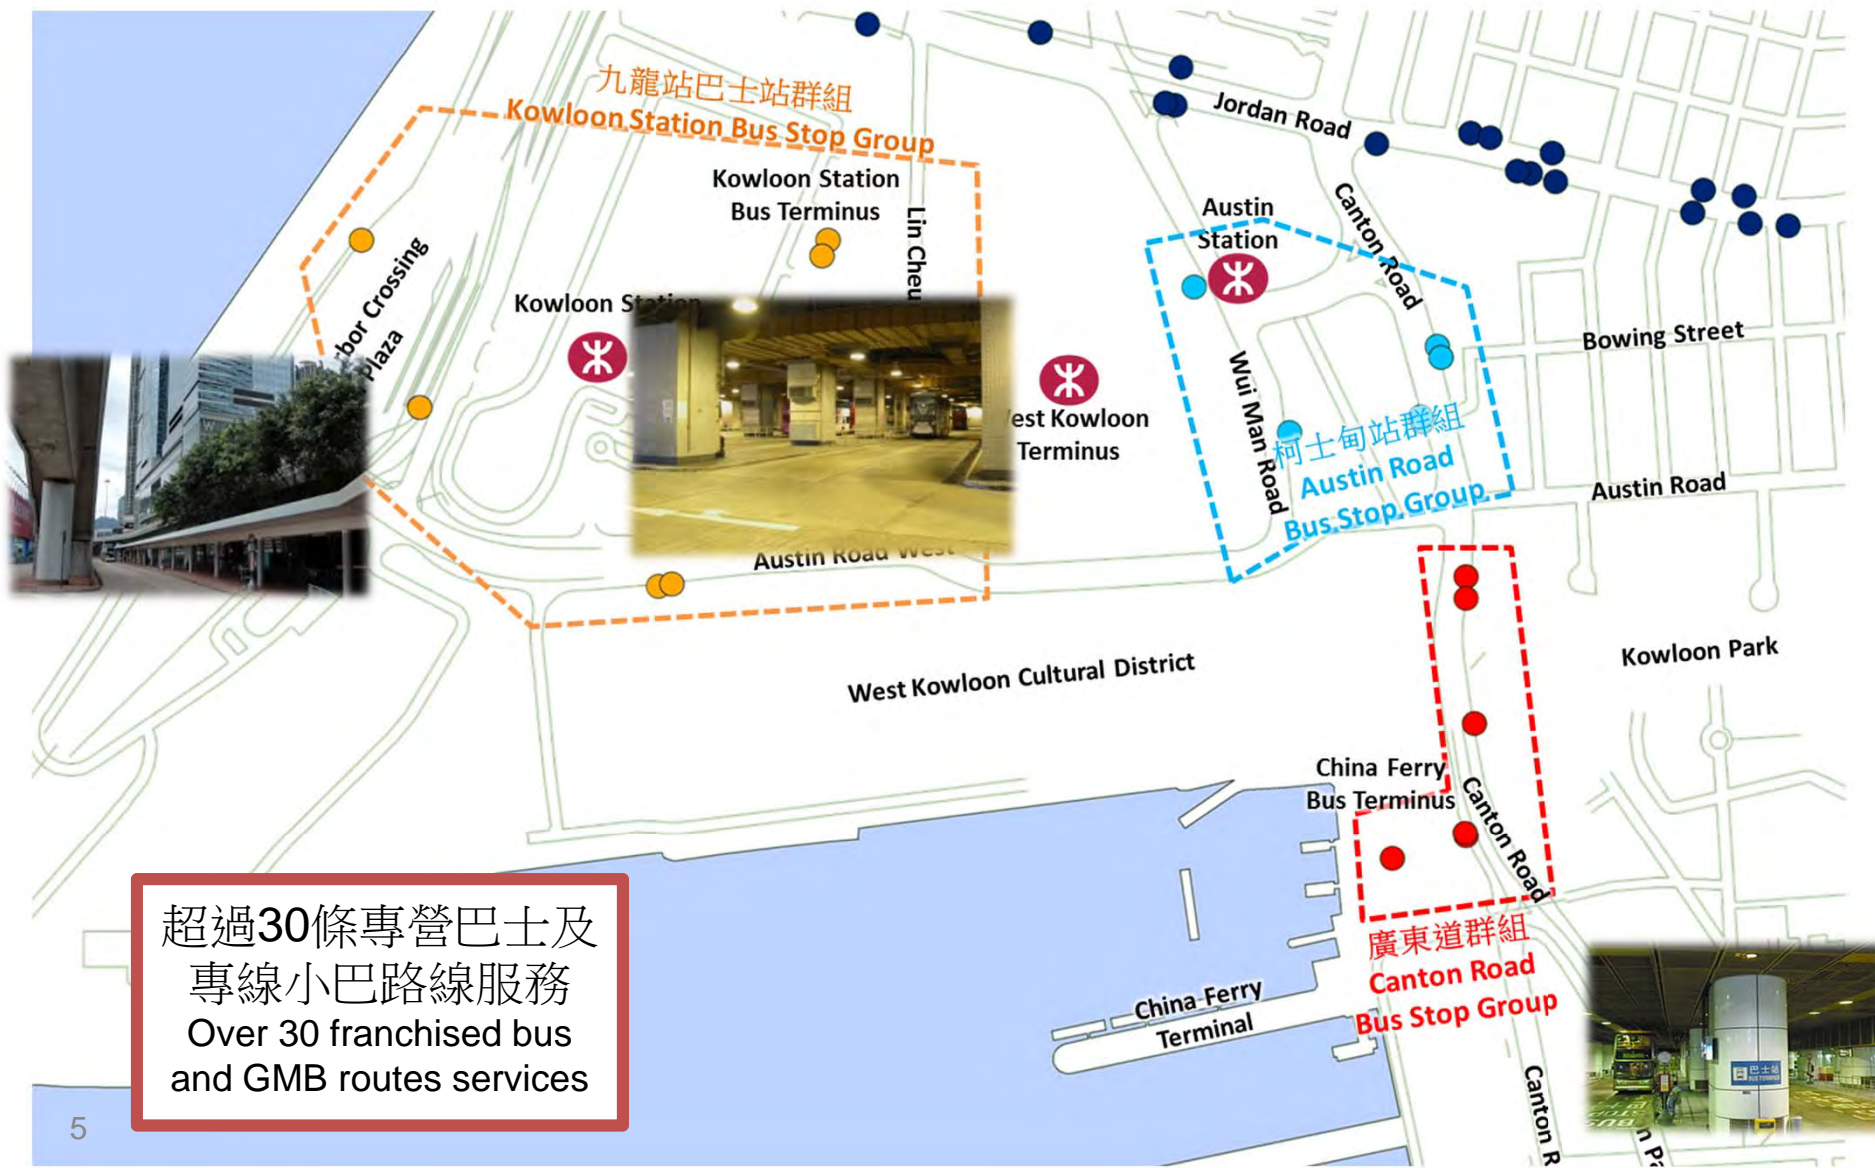 九龍站巴士站群組
Kowloon Station Bus Stop Group
Jordan Road
Kowloon Station
Bus Terminus
Lin Cheu
Austin
Station
Canton Road
Crossing
Plaza
Kowloon Station
Bowing Street
West Kowloon
Terminus
Wui Man Road
柯士甸站群組
Austin Road
Bus Stop Group
Austin Road
Austin Road West
Kowloon Park
West Kowloon Cultural District
China Ferry
Bus Terminus
Canton Road
超過30條專營巴士及
專線小巴路線服務
Over 30 franchised bus
and GMB routes services
廣東道群組
Canton Road
Bus Stop Group
China Ferry
Terminal
巴士站
BUS TERMINUS
Canton R
5